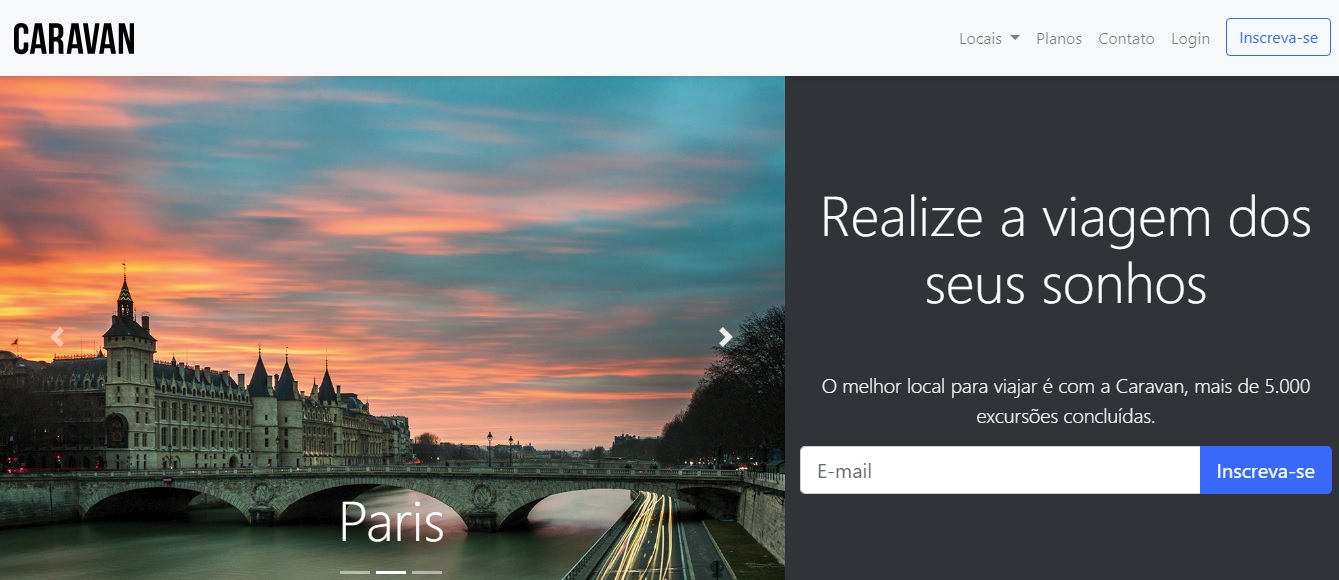 CARAVAN
Locais
Planos
Contato
Login
Inscreva-se
Realize a viagem dos
seus sonhos
O melhor local para viajar é com a Caravan, mais de 5.000
excursões concluídas.
E-mail
Inscreva-se
Paris